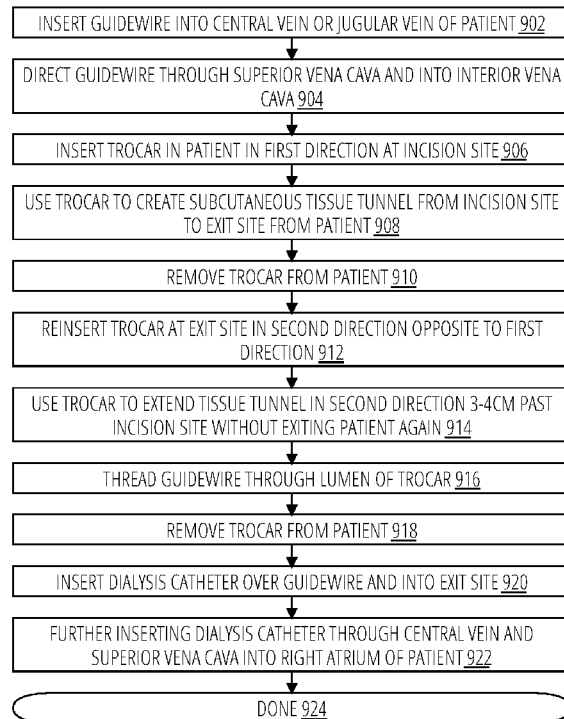 INSERT GUIDEWIRE INTO CENTRAL VEIN OR JUGULAR VEIN OF PATIENT 902
DIRECT GUIDEWIRE THROUGH SUPERIOR VENA CAVA AND INTO INTERIOR VENA
CAVA 904
INSERT TROCAR IN PATIENT IN FIRST DIRECTION AT INCISION SITE 906
USE TROCAR TO CREATE SUBCUTANEOUS TISSUE TUNNEL FROM INCISION SITE
TO EXIT SITE FROM PATIENT 908
REMOVE TROCAR FROM PATIENT 910
REINSERT TROCAR AT EXIT SITE IN SECOND DIRECTION OPPOSITE TO FIRST
DIRECTION 912
USE TROCAR TO EXTEND TISSUE TUNNEL IN SECOND DIRECTION 3-4CM PAST
INCISION SITE WITHOUT EXITING PATIENT AGAIN 914
THREAD GUIDEWIRE THROUGH LUMEN OF TROCAR 916
REMOVE TROCAR FROM PATIENT 918
INSERT DIALYSIS CATHETER OVER GUIDEWIRE AND INTO EXIT SITE 920
FURTHER INSERTING DIALYSIS CATHETER THROUGH CENTRAL VEIN AND
SUPERIOR VENA CAVA INTO RIGHT ATRIUM OF PATIENT 922
DONE 924